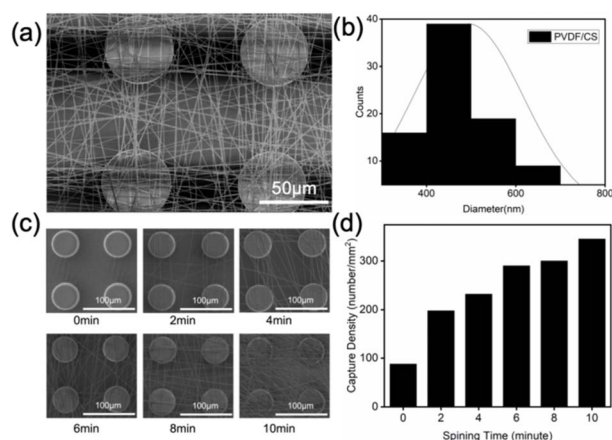 (a)
50μm
(b)
40
30
20
10
Counts
PVDF/CS
400
600
800
Diameter(nm)
(c)
100μm
100μm
100μm
0min
2min
4min
100μm
100μm
100μm
6min
8min
10min
(d)
300
200
100
0
Capture Density (number/mm²)
0
2
4
6
8
10
Spining Time (minute)